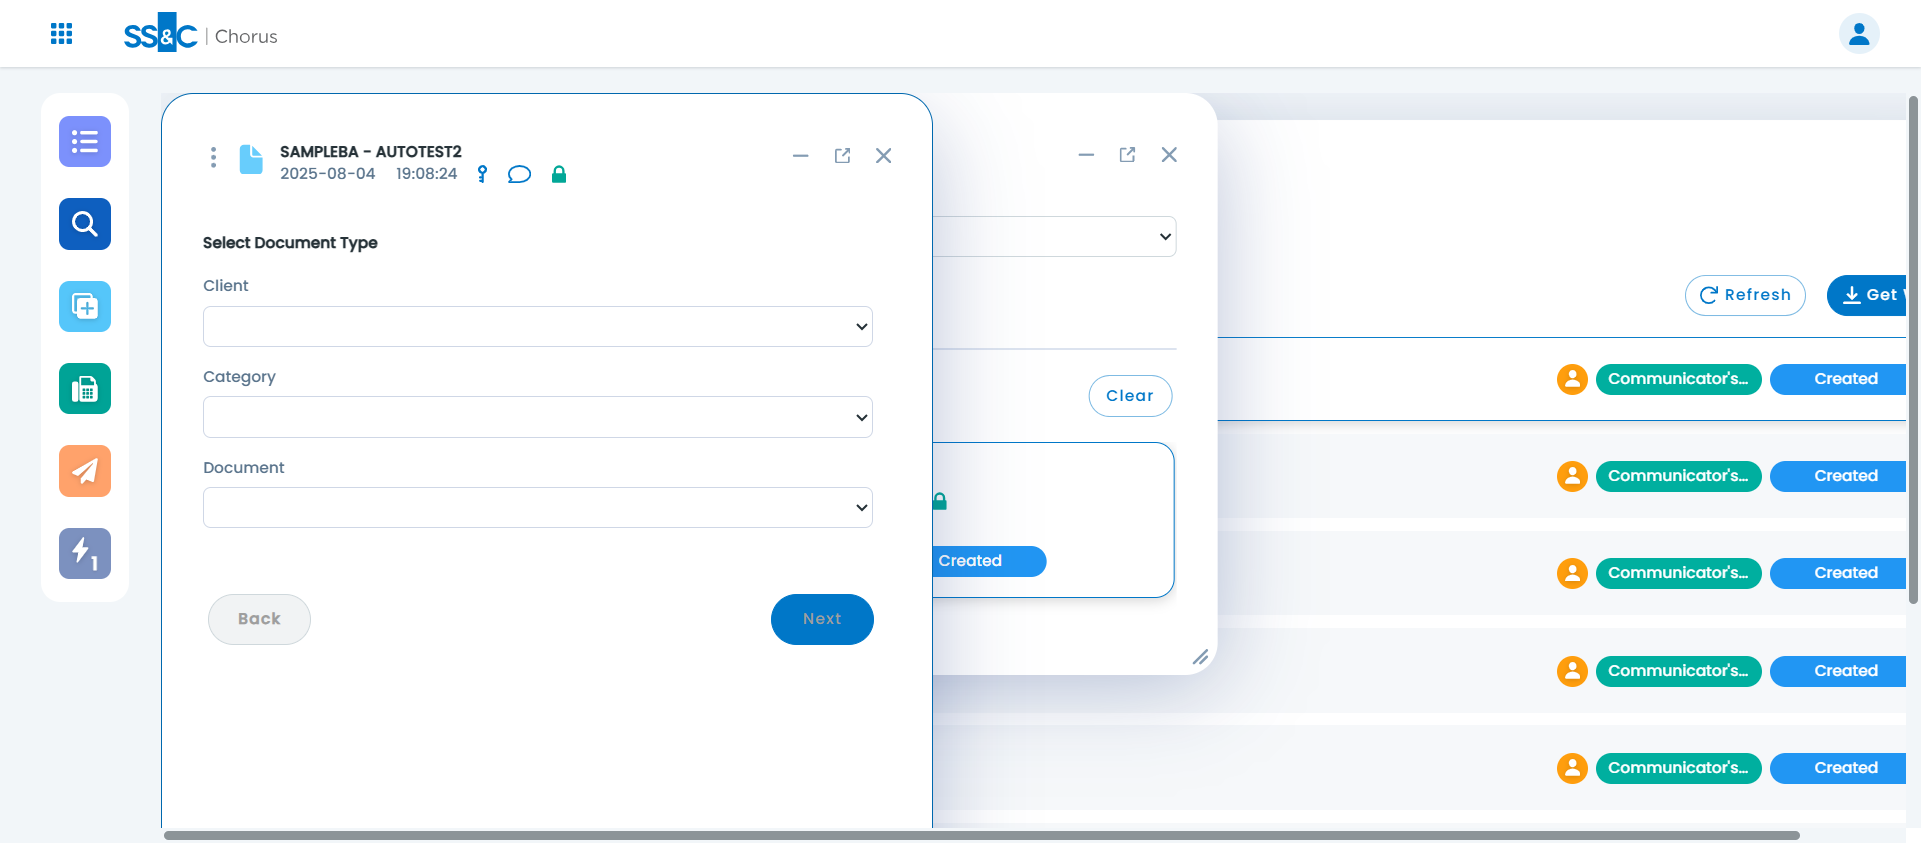 SS&C | Chorus
SAMPLEBA - AUTOTEST2
2025-08-04 19:08:24
Select Document Type
Client
Category
Document
Back
Next
Clear
Created
Refresh
Get
Communicator's... Created
Communicator's... Created
Communicator's... Created
Communicator's... Created
Communicator's... Created
1